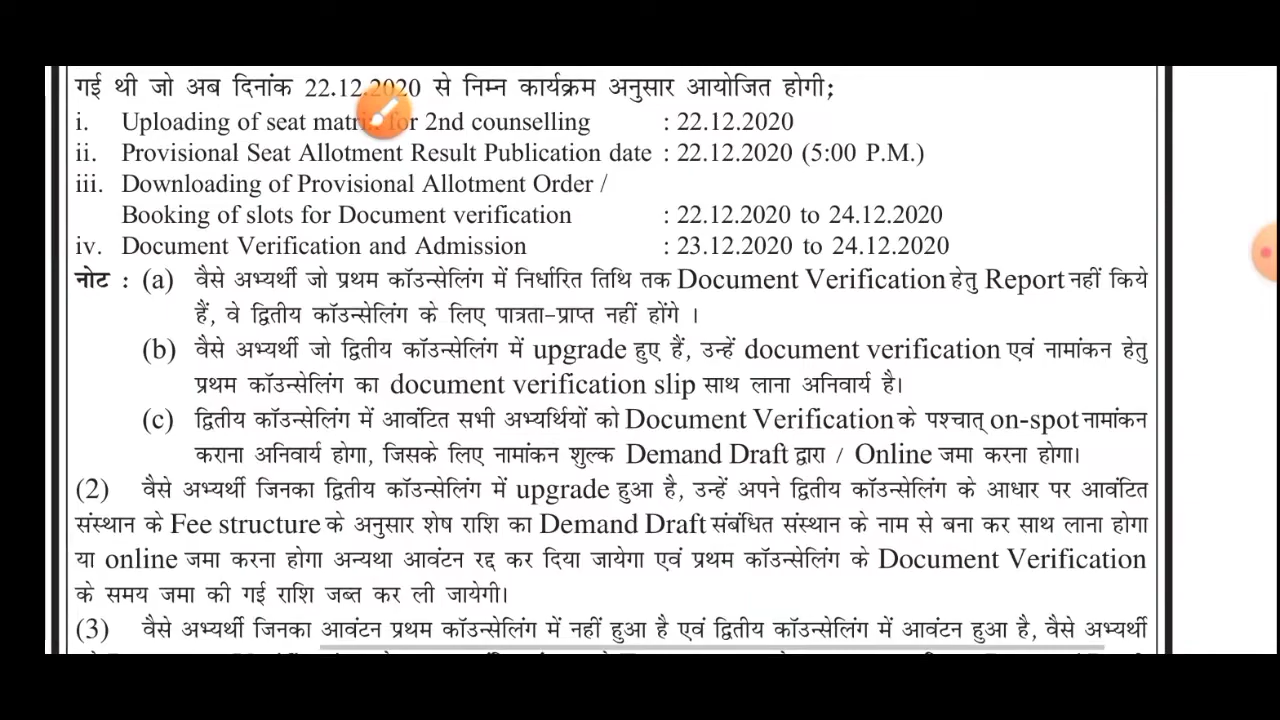 गई थी जो अब दिनांक 22.12.2020 से निम्न कार्यक्रम अनुसार आयोजित होगी;
i. Uploading of seat matrix for 2nd counselling : 22.12.2020
ii. Provisional Seat Allotment Result Publication date : 22.12.2020 (5:00 P.M.)
iii. Downloading of Provisional Allotment Order /
Booking of slots for Document verification : 22.12.2020 to 24.12.2020
iv. Document Verification and Admission : 23.12.2020 to 24.12.2020
नोट : (a) वैसे अभ्यर्थी जो प्रथम कॉउन्सेलिंग में निर्धारित तिथि तक Document Verification हेतु Report नहीं किये
हैं, वे द्वितीय कॉउन्सेलिंग के लिए पात्रता-प्राप्त नहीं होंगे ।
(b) वैसे अभ्यर्थी जो द्वितीय कॉउन्सेलिंग में upgrade हुए हैं, उन्हें document verification एवं नामांकन हेतु
प्रथम कॉउन्सेलिंग का document verification slip साथ लाना अनिवार्य है।
(c) द्वितीय कॉउन्सेलिंग में आवंटित सभी अभ्यर्थियों को Document Verification के पश्चात् on-spot नामांकन
कराना अनिवार्य होगा, जिसके लिए नामांकन शुल्क Demand Draft द्वारा / Online जमा करना होगा।
(2) वैसे अभ्यर्थी जिनका द्वितीय कॉउन्सेलिंग में upgrade हुआ है, उन्हें अपने द्वितीय कॉउन्सेलिंग के आधार पर आवंटित
संस्थान के Fee structure के अनुसार शेष राशि का Demand Draft संबंधित संस्थान के नाम से बना कर साथ लाना होगा
या online जमा करना होगा अन्यथा आवंटन रद्द कर दिया जायेगा एवं प्रथम कॉउन्सेलिंग के Document Verification
के समय जमा की गई राशि जब्त कर ली जायेगी।
(3) वैसे अभ्यर्थी जिनका आवंटन प्रथम कॉउन्सेलिंग में नहीं हुआ है एवं द्वितीय कॉउन्सेलिंग में आवंटन हुआ है, वैसे अभ्यर्थी